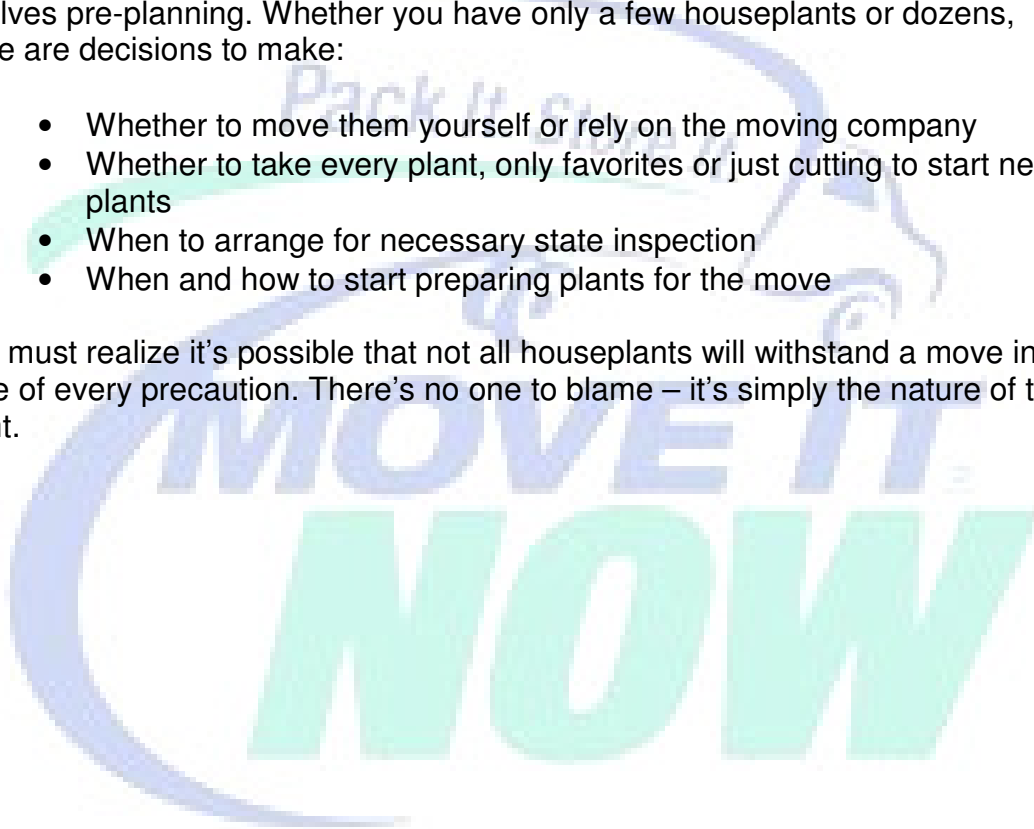 lves pre-planning. Whether you have only a few houseplants or dozens,
e are decisions to make:
Pack It Store It
• Whether to move them yourself or rely on the moving company
• Whether to take every plant, only favorites or just cutting to start ne
plants
• When to arrange for necessary state inspection
• When and how to start preparing plants for the move
must realize it’s possible that not all houseplants will withstand a move in
e of every precaution. There’s no one to blame – it’s simply the nature of t
t.
MOVE IT
NOW